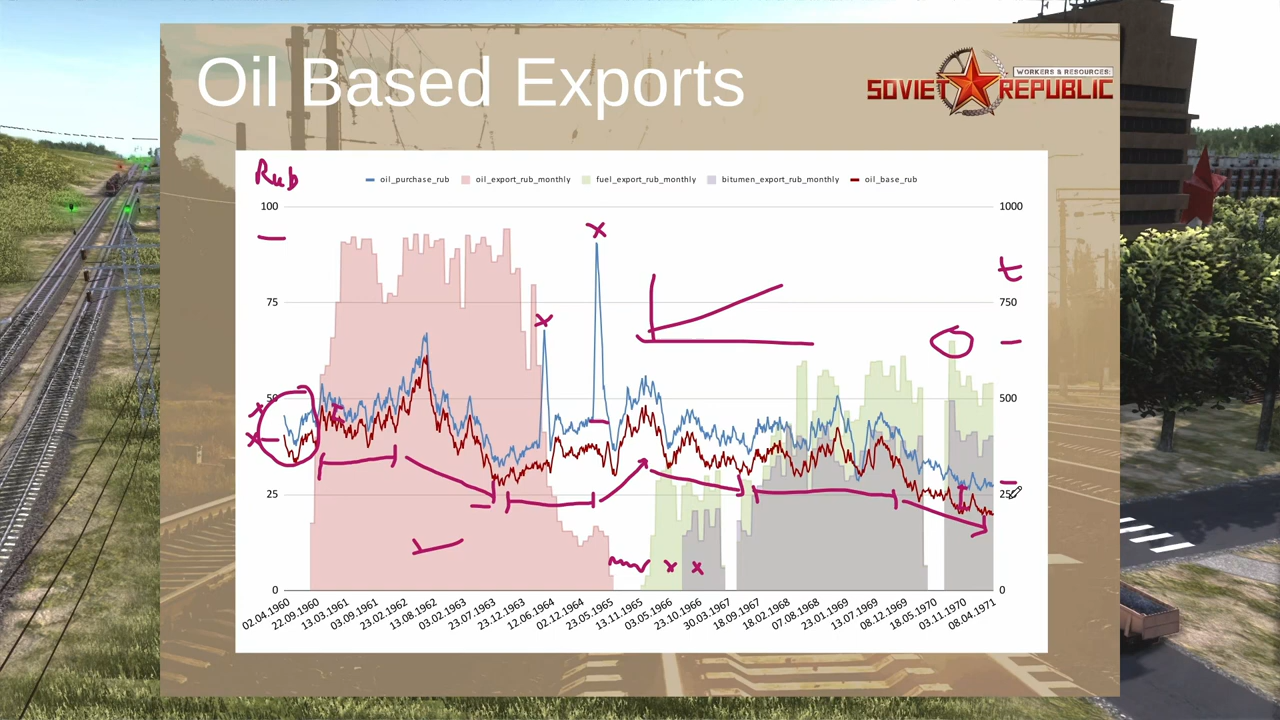 Oil Based Exports
WORKERS & RESOURCES:
SOVIET REPUBLIC
Rub
oil_purchase_rub oil_export_rub_monthly fuel_export_rub_monthly bitumen_export_rub_monthly oil_base_rub
100 1000
t
75 750
50 500
25 250
0 0
02.04.1960 22.09.1960 13.03.1961 03.09.1961 23.02.1962 13.08.1962 03.02.1963 23.07.1963 23.12.1963 12.06.1964 02.12.1964 23.05.1965 13.11.1965 03.05.1966 23.10.1966 30.03.1967 18.09.1967 18.02.1968 07.08.1968 23.01.1969 13.07.1969 08.12.1969 18.05.1970 03.11.1970 08.04.1971